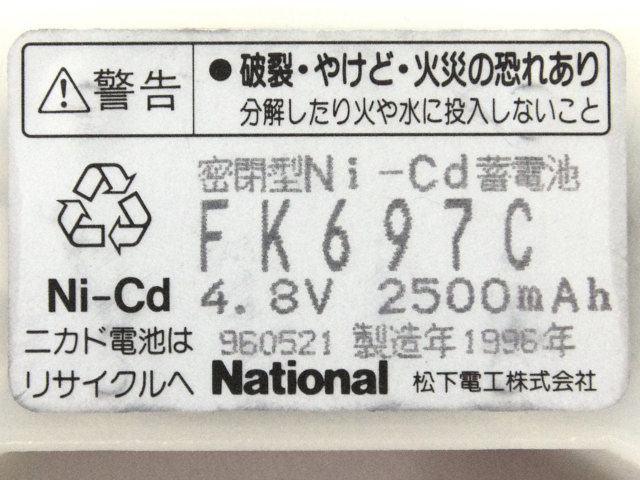 警告
●破裂・やけど・火災の恐れあり
分解したり火や水に投入しないこと
密閉型Ni-Cd蓄電池
FK697C
Ni-Cd 4.8V 2500mAh
ニカド電池は 960521 製造年1996年
リサイクルへ National 松下電工株式会社